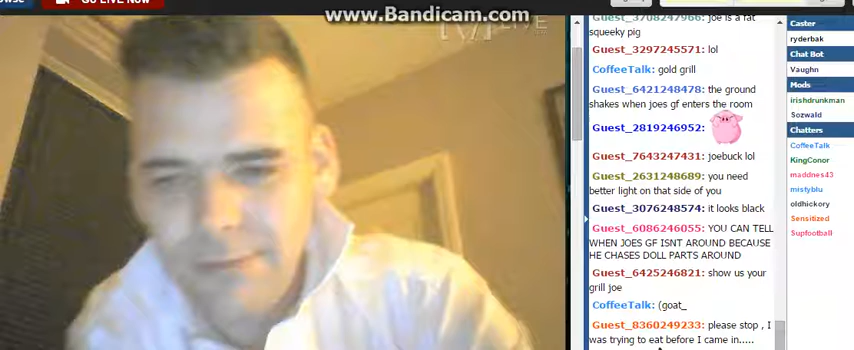 GO LIVE NOW
www.Bandicam.com
LIVE
Guest_3708247966: joe is a fat
squeeky pig
Guest_3297245571: lol
CoffeeTalk: gold grill
Guest_6421248478: the ground
shakes when joes gf enters the room
Guest_2819246952:
Guest_7643247431: joebuck lol
Guest_2631248689: you need
better light on that side of you
Guest_3076248574: it looks black
Guest_6086246055: YOU CAN TELL
WHEN JOES GF ISNT AROUND BECAUSE
HE CHASES DOLL PARTS AROUND
Guest_6425246821: show us your
grill joe
CoffeeTalk: (goat_
Guest_8360249233: please stop , I
was trying to eat before I came in.....
Caster
ryderbak
Chat Bot
Vaughn
Mods
irishdrunkman
Sozwald
Chatters
CoffeeTalk
KingConor
maddnes43
mistyblu
oldhickory
Sensitized
Supfootball